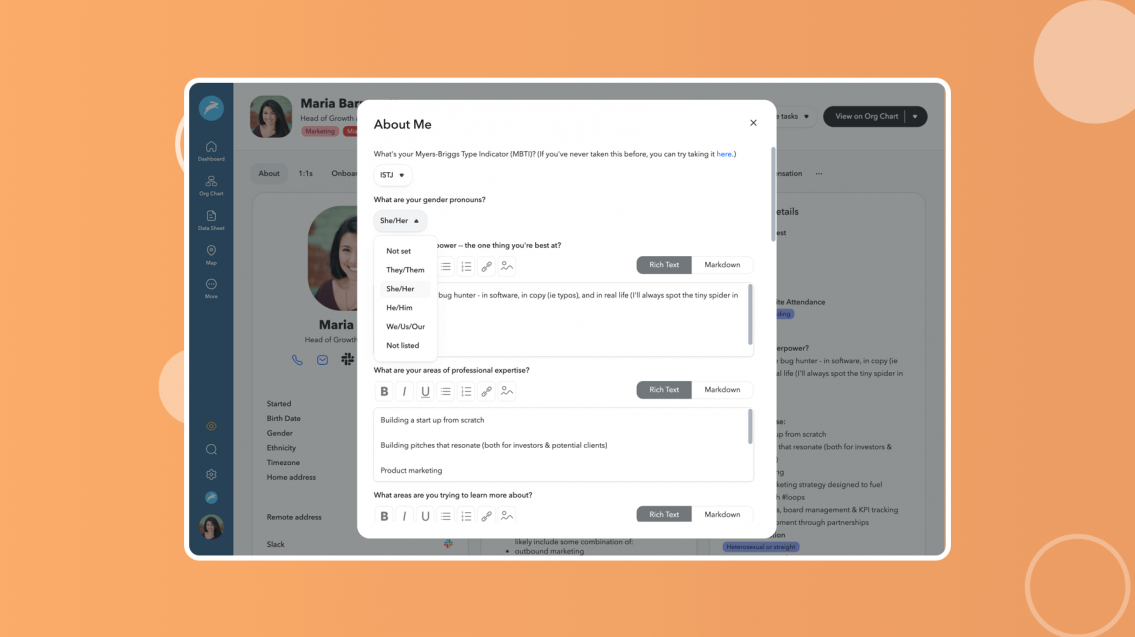 Maria Bar
Head of Growth
Marketing
tasks
View on Org Chart
Dashboard
Org Chart
Data Sheet
Map
More
About
1:1s
Onboa
ensation
About Me
What's your Myers-Briggs Type Indicator (MBTI)? (If you've never taken this before, you can try taking it here.)
ISTJ
What are your gender pronouns?
She/Her
Not set
They/Them
She/Her
He/Him
We/Us/Our
Not listed
power -- the one thing you're best at?
Rich Text
Markdown
bug hunter - in software, in copy (ie typos), and in real life (I'll always spot the tiny spider in
What are your areas of professional expertise?
B I U
Rich Text
Markdown
Building a start up from scratch
Building pitches that resonate (both for investors & potential clients)
Product marketing
What areas are you trying to learn more about?
B I U
Rich Text
Markdown
Maria
Head of Growth
Started
Birth Date
Gender
Ethnicity
Timezone
Home address
Remote address
Slack
likely include some combination of:
outbound marketing
etails
est
ite Attendance
ding
erpower?
bug hunter - in software, in copy (ie
al life (I'll always spot the tiny spider in
se:
up from scratch
that resonate (both for investors &
)
ng
keting strategy designed to fuel
h #loops
s, board management & KPI tracking
pment through partnerships
ion
Heterosexual or straight